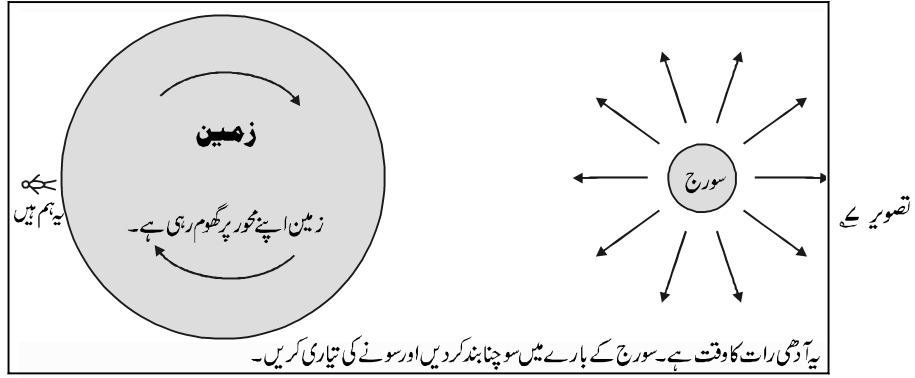 زمین
سورج
یہ ہم ہیں
زمین اپنے محور پر گھوم رہی ہے۔
تصویر ے
یہ آدھی رات کا وقت ہے۔ سورج کے بارے میں سوچنا بند کر دیں اور سونے کی تیاری کریں۔